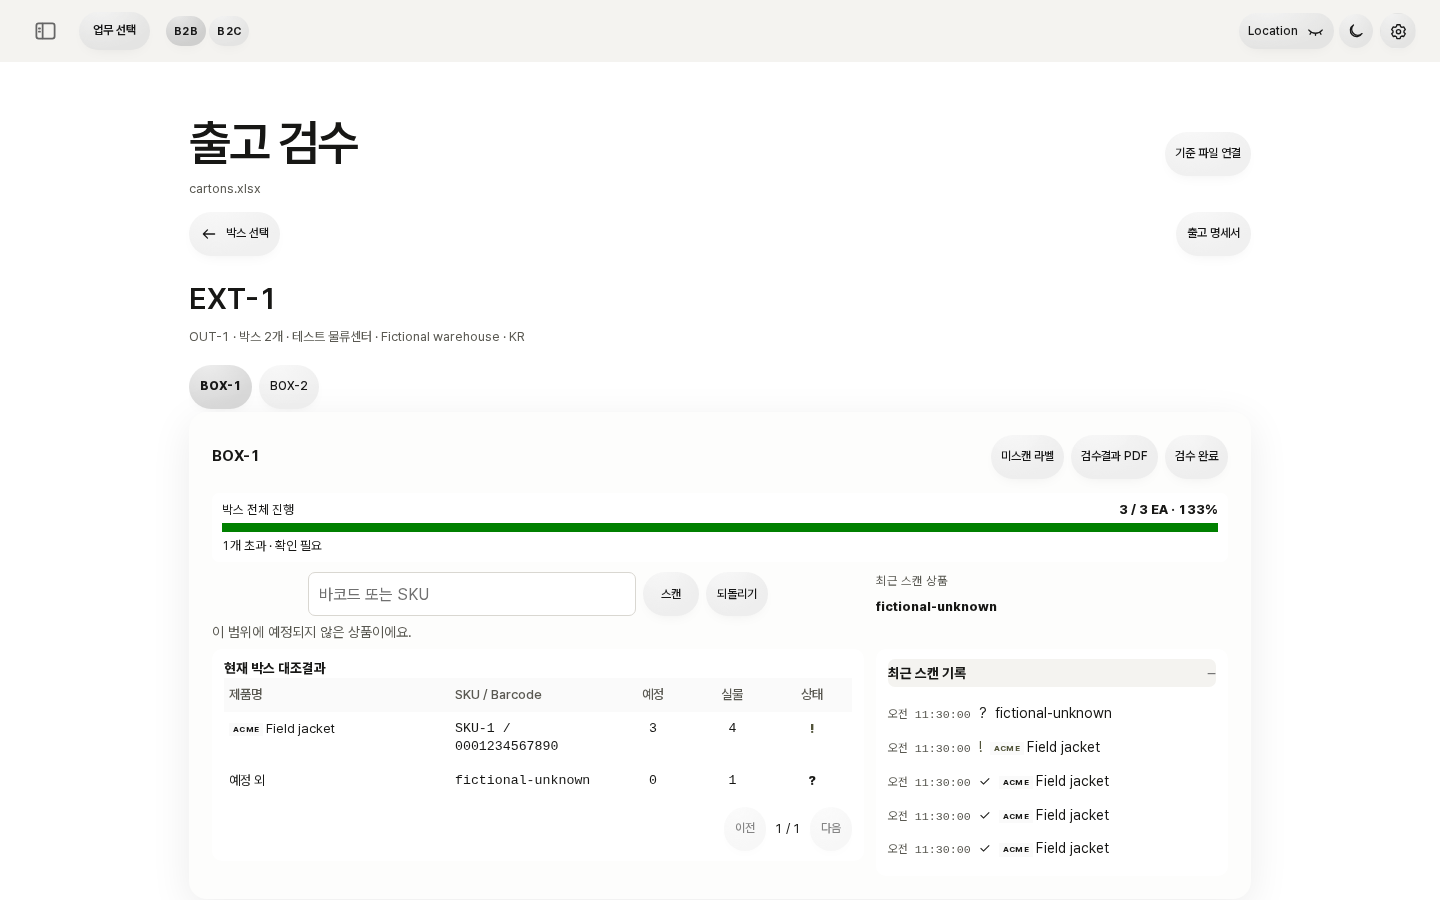 업무 선택
B2B
B2C
Location
출고 검수
기준 파일 연결
cartons.xlsx
← 박스 선택
출고 명세서
EXT-1
OUT-1 · 박스 2개 · 테스트 물류센터 · Fictional warehouse · KR
BOX-1
BOX-2
BOX-1
미스캔 라벨
검수결과 PDF
검수 완료
박스 전체 진행
3 / 3 EA · 133%
1개 초과 · 확인 필요
바코드 또는 SKU
스캔
되돌리기
최근 스캔 상품
fictional-unknown
이 범위에 예정되지 않은 상품이에요.
현재 박스 대조결과
제품명 SKU / Barcode 예정 실물 상태
ACME Field jacket SKU-1 / 3 4 !
0001234567890
예정 외 fictional-unknown 0 1 ?
이전 1 / 1 다음
최근 스캔 기록 –
오전 11:30:00 ? fictional-unknown
오전 11:30:00 ! ACME Field jacket
오전 11:30:00 ✓ ACME Field jacket
오전 11:30:00 ✓ ACME Field jacket
오전 11:30:00 ✓ ACME Field jacket